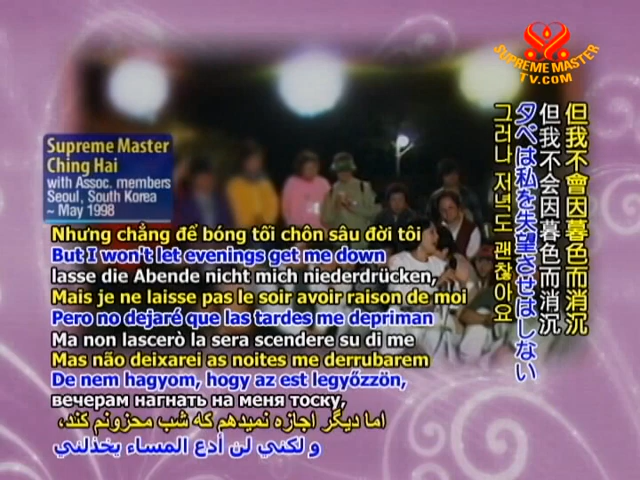 SUPREME MASTER
TV.COM
Supreme Master
Ching Hai
with Assoc. members
Seoul, South Korea
~ May 1998
Nhưng chẳng để bóng tối chôn sâu đời tôi
But I won't let evenings get me down
lasse die Abende nicht mich niederdrücken,
Mais je ne laisse pas le soir avoir raison de moi
Pero no dejaré que las tardes me depriman
Ma non lascerò la sera scendere su di me
Mas não deixarei as noites me derrubarem
De nem hagyom, hogy az est legyőzzön,
вечерам нагнать на меня тоску,
اما دیگر اجازه نمیدهم که شب محزونم کند،
و لكني لن أدع المساء يخذلني
但我不會因暮色而消沉
但我不会因暮色而消沉
夕べは私を失望させはしない
그러나 저녁도 괜찮아요